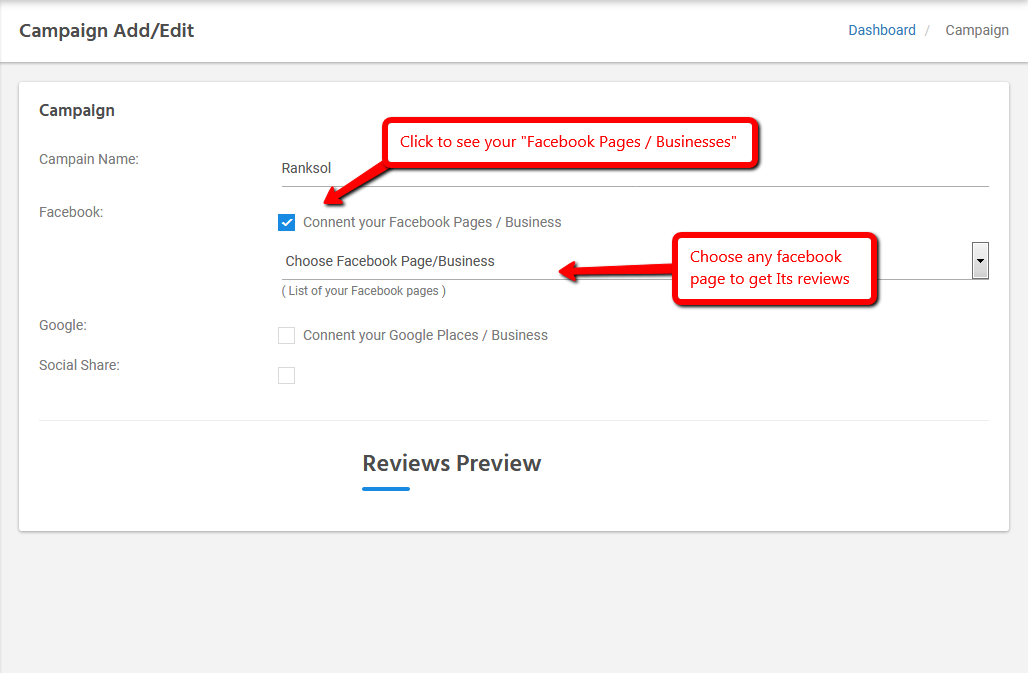 Campaign Add/Edit
Dashboard / Campaign
Campaign
Click to see your "Facebook Pages / Businesses"
Campain Name:
Ranksol
Facebook:
Connent your Facebook Pages / Business
Choose Facebook Page/Business
Choose any facebook
page to get Its reviews
( List of your Facebook pages )
Google:
Connent your Google Places / Business
Social Share:
Reviews Preview